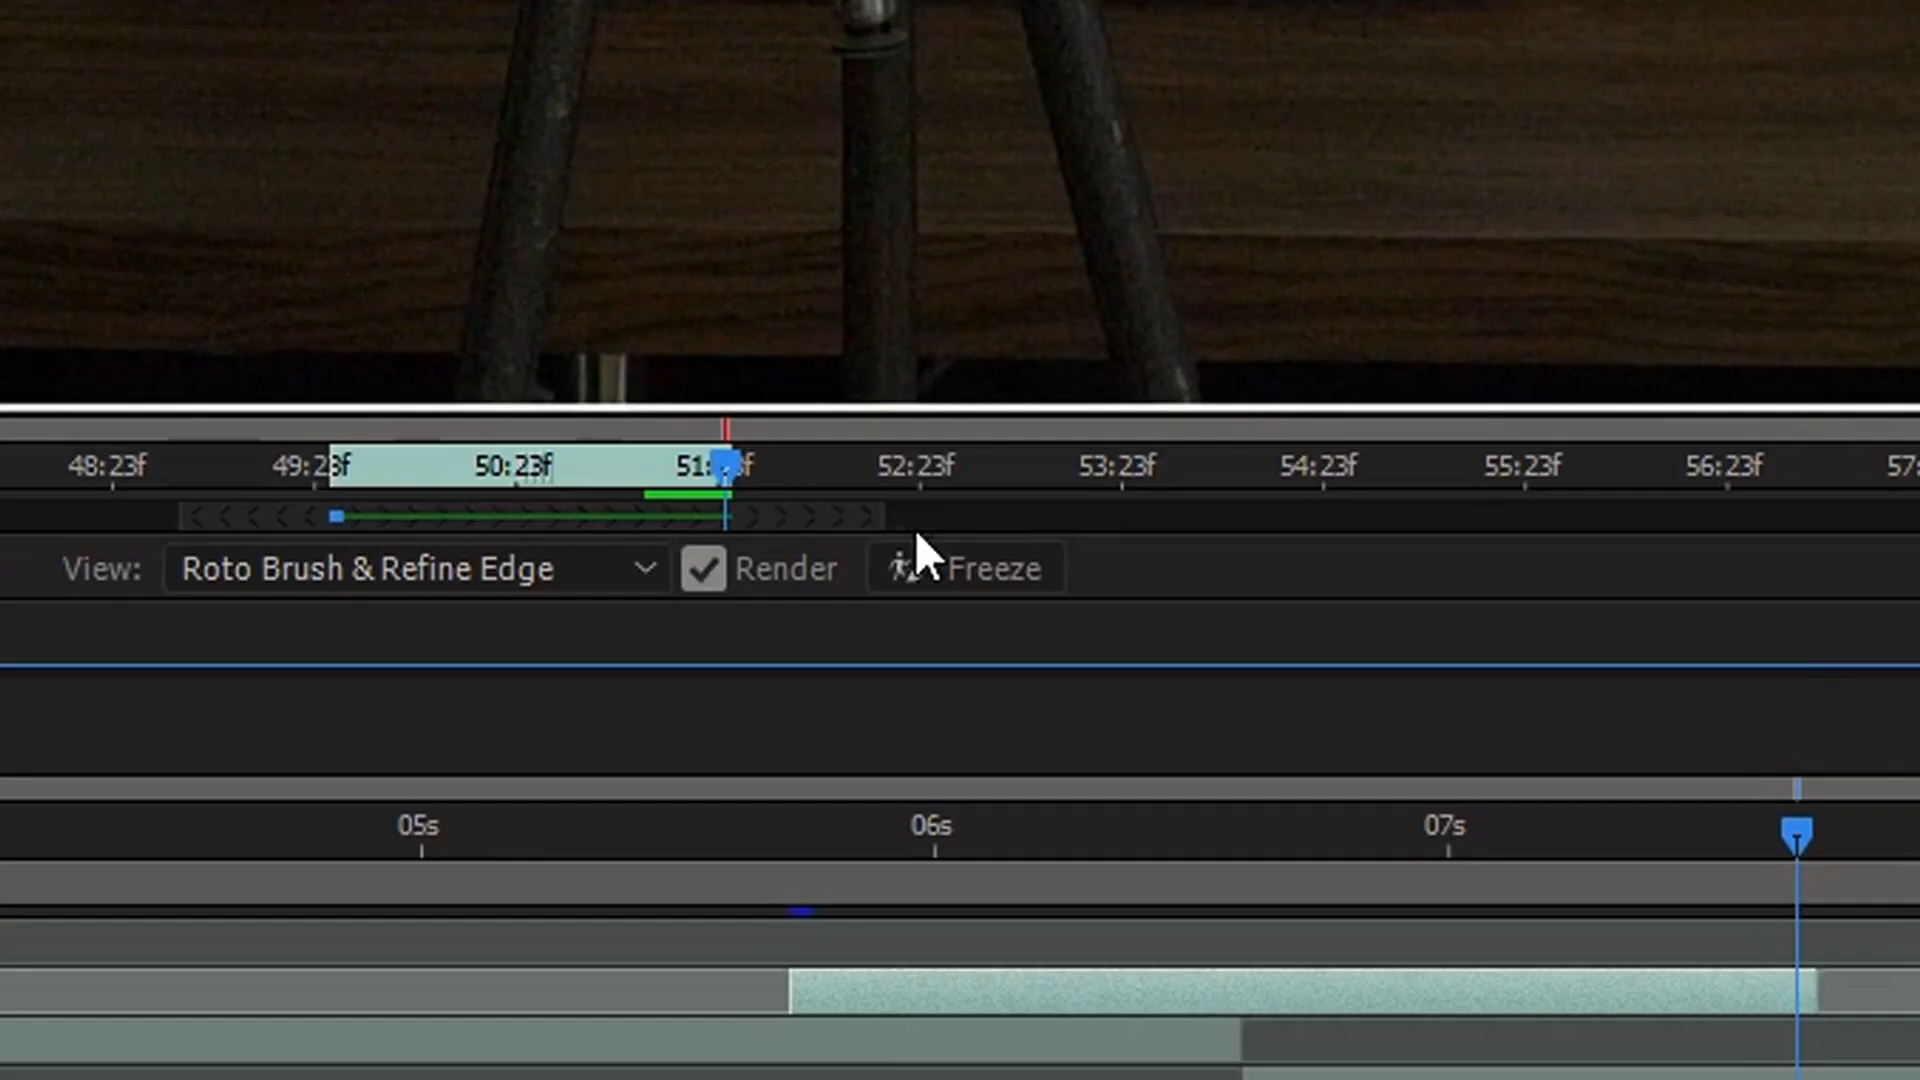 48:23f 49:23f 50:23f 52:23f 53:23f 54:23f 55:23f 56:23f
View: Roto Brush & Refine Edge Render Freeze
05s 06s 07s